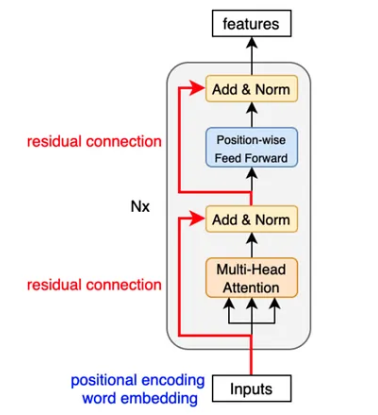 features
Add & Norm
residual connection
Position-wise
Feed Forward
Nx
Add & Norm
residual connection
Multi-Head
Attention
positional encoding
word embedding
Inputs